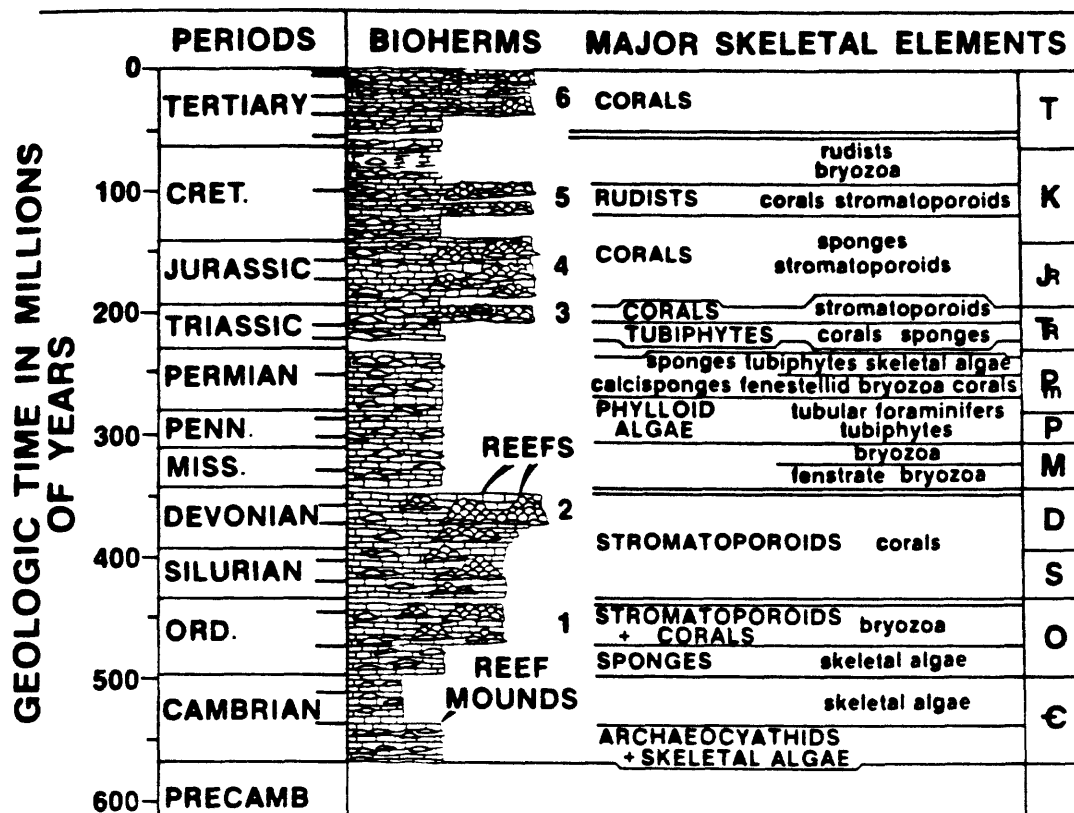 GEOLOGIC TIME IN MILLIONS
OF YEARS
PERIODS BIOHERMS MAJOR SKELETAL ELEMENTS
0
TERTIARY 6 CORALS T
rudists
bryozoa
100 CRET. 5 RUDISTS corals stromatoporoids K
sponges
JURASSIC 4 CORALS stromatoporoids JR
200 3 CORALS stromatoporoids
TRIASSIC TUBIPHYTES corals sponges TR
sponges tubiphytes skeletal algae
PERMIAN calcisponges fenestellid bryozoa corals Pm
PHYLLOID tubular foraminifers
300 PENN. ALGAE tubiphytes P
REEFS bryozoa
MISS. fenstrate bryozoa M
DEVONIAN 2 D
400 STROMATOPOROIDS corals
SILURIAN S
STROMATOPOROIDS
ORD. 1 + CORALS bryozoa O
SPONGES skeletal algae
500 REEF
MOUNDS
CAMBRIAN skeletal algae Є
ARCHAEOCYATHIDS
+ SKELETAL ALGAE
600 PRECAMB